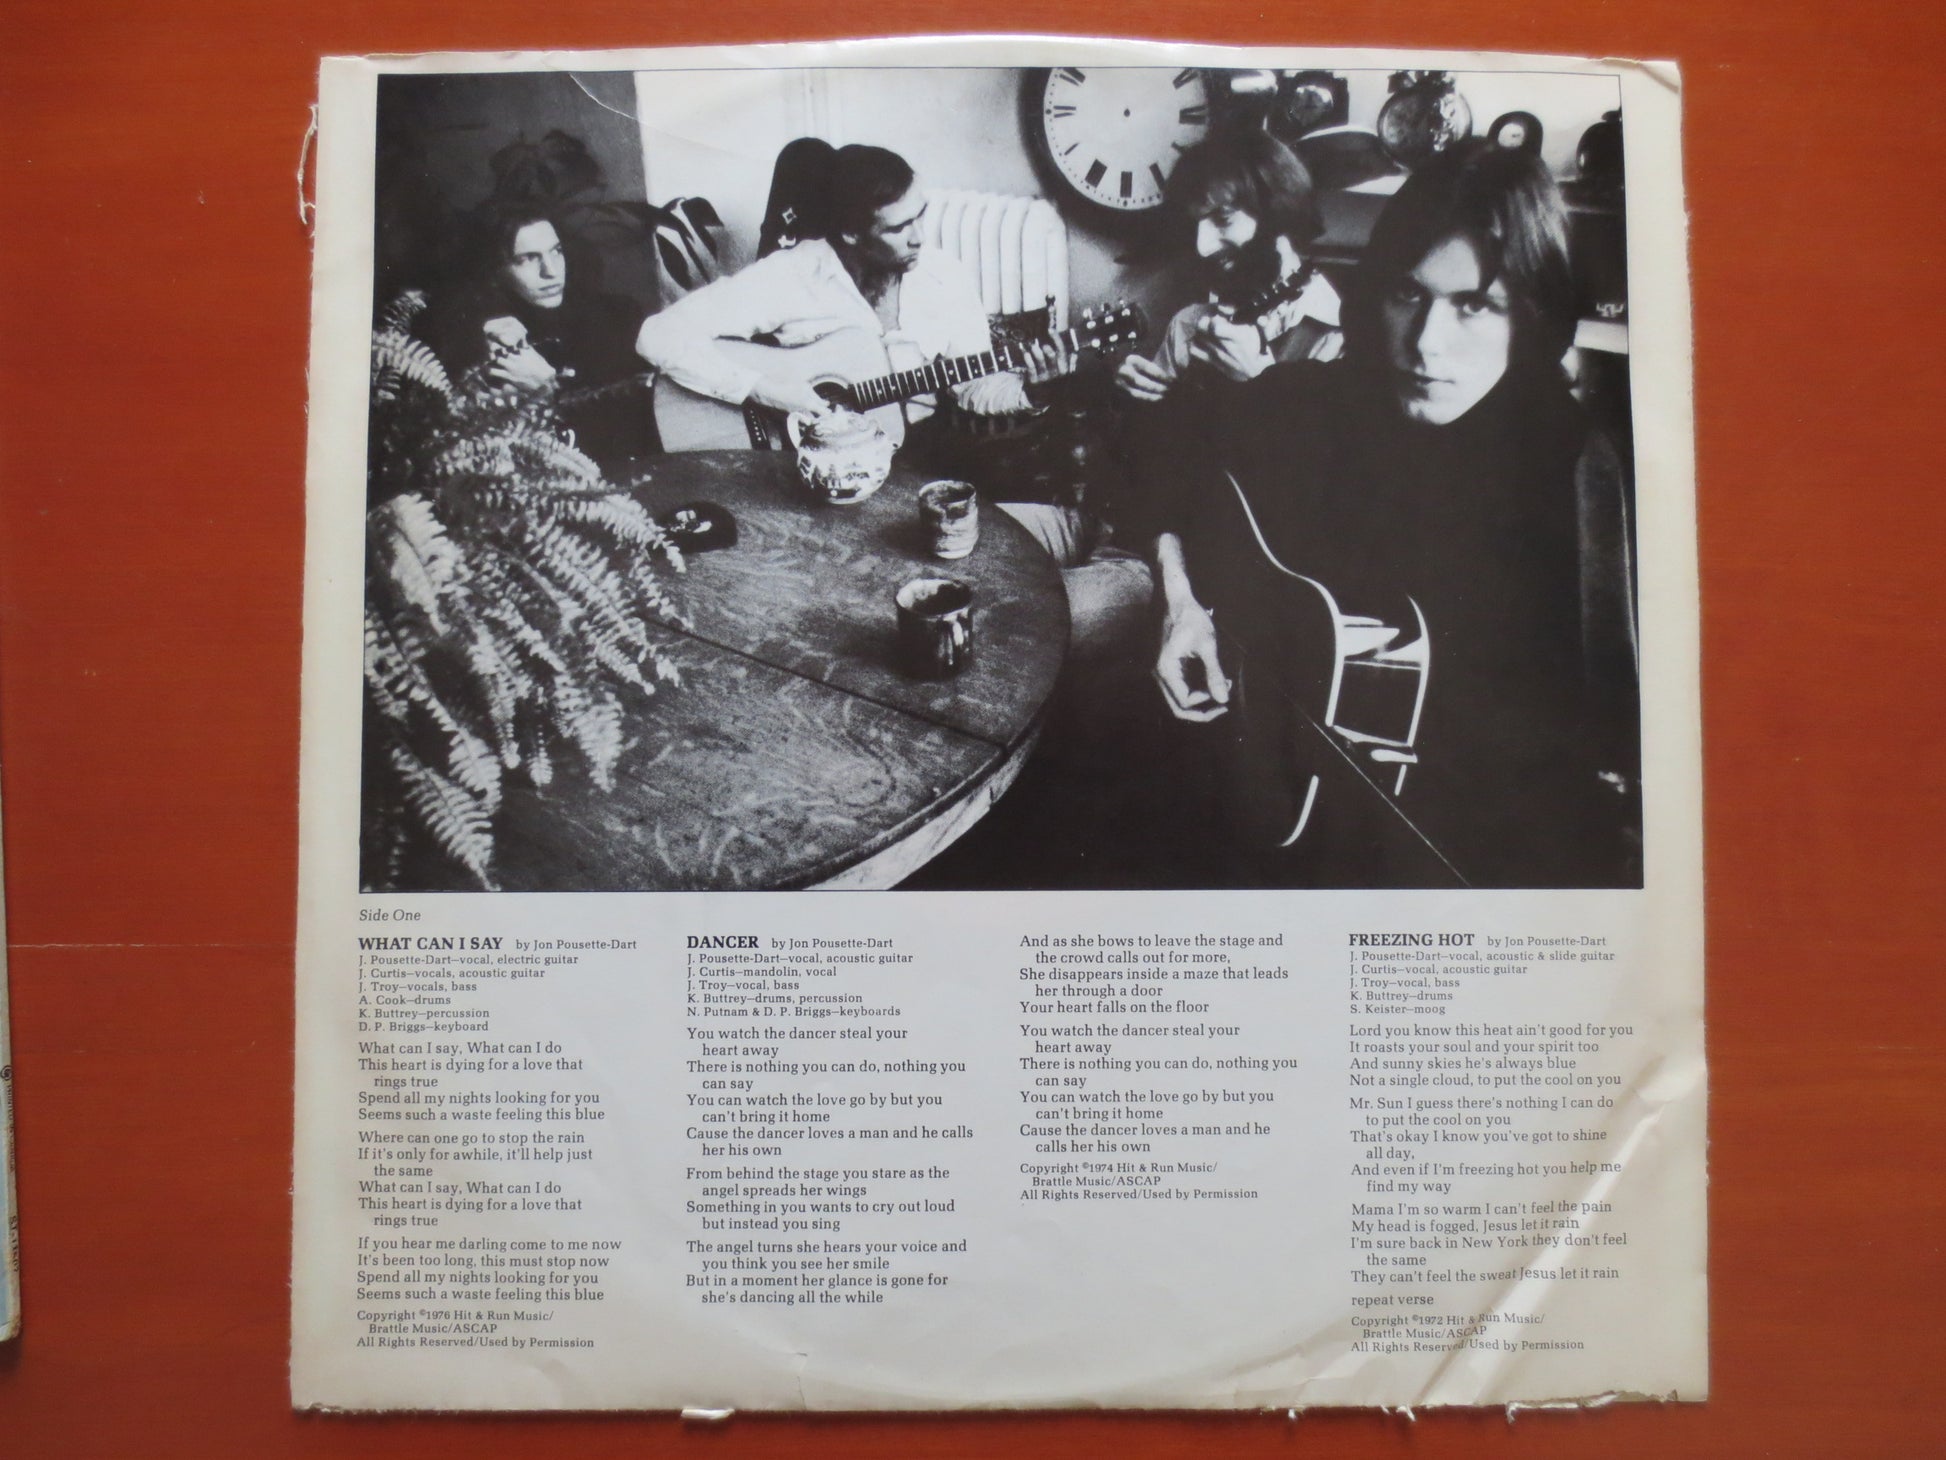 Side One
WHAT CAN I SAY by Jon Pousette-Dart
J. Pousette-Dart—vocal, electric guitar
J. Curtis—vocals, acoustic guitar
J. Troy—vocals, bass
A. Cook—drums
K. Buttrey—percussion
D. P. Briggs—keyboard
What can I say, What can I do
This heart is dying for a love that
rings true
Spend all my nights looking for you
Seems such a waste feeling this blue
Where can one go to stop the rain
If it's only for awhile, it'll help just
the same
What can I say, What can I do
This heart is dying for a love that
rings true
If you hear me darling come to me now
It's been too long, this must stop now
Spend all my nights looking for you
Seems such a waste feeling this blue
Copyright ©1976 Hit & Run Music/
Brattle Music/ASCAP
All Rights Reserved/Used by Permission
DANCER by Jon Pousette-Dart
J. Pousette-Dart—vocal, acoustic guitar
J. Curtis—mandolin, vocal
J. Troy—vocal, bass
K. Buttrey—drums, percussion
N. Putnam & D. P. Briggs—keyboards
You watch the dancer steal your
heart away
There is nothing you can do, nothing you
can say
You can watch the love go by but you
can't bring it home
Cause the dancer loves a man and he calls
her his own
From behind the stage you stare as the
angel spreads her wings
Something in you wants to cry out loud
but instead you sing
The angel turns she hears your voice and
you think you see her smile
But in a moment her glance is gone for
she's dancing all the while
And as she bows to leave the stage and
the crowd calls out for more,
She disappears inside a maze that leads
her through a door
Your heart falls on the floor
You watch the dancer steal your
heart away
There is nothing you can do, nothing you
can say
You can watch the love go by but you
can't bring it home
Cause the dancer loves a man and he
calls her his own
Copyright ©1974 Hit & Run Music/
Brattle Music/ASCAP
All Rights Reserved/Used by Permission
FREEZING HOT by Jon Pousette-Dart
J. Pousette-Dart—vocal, acoustic & slide guitar
J. Curtis—vocal, acoustic guitar
J. Troy—vocal, bass
K. Buttrey—drums
S. Keister—moog
Lord you know this heat ain't good for you
It roasts your soul and your spirit too
And sunny skies he's always blue
Not a single cloud, to put the cool on you
Mr. Sun I guess there's nothing I can do
to put the cool on you
That's okay I know you've got to shine
all day,
And even if I'm freezing hot you help me
find my way
Mama I'm so warm I can't feel the pain
My head is fogged, Jesus let it rain
I'm sure back in New York they don't feel
the same
They can't feel the sweat Jesus let it rain
repeat verse
Copyright ©1972 Hit & Run Music/
Brattle Music/ASCAP
All Rights Reserved/Used by Permission